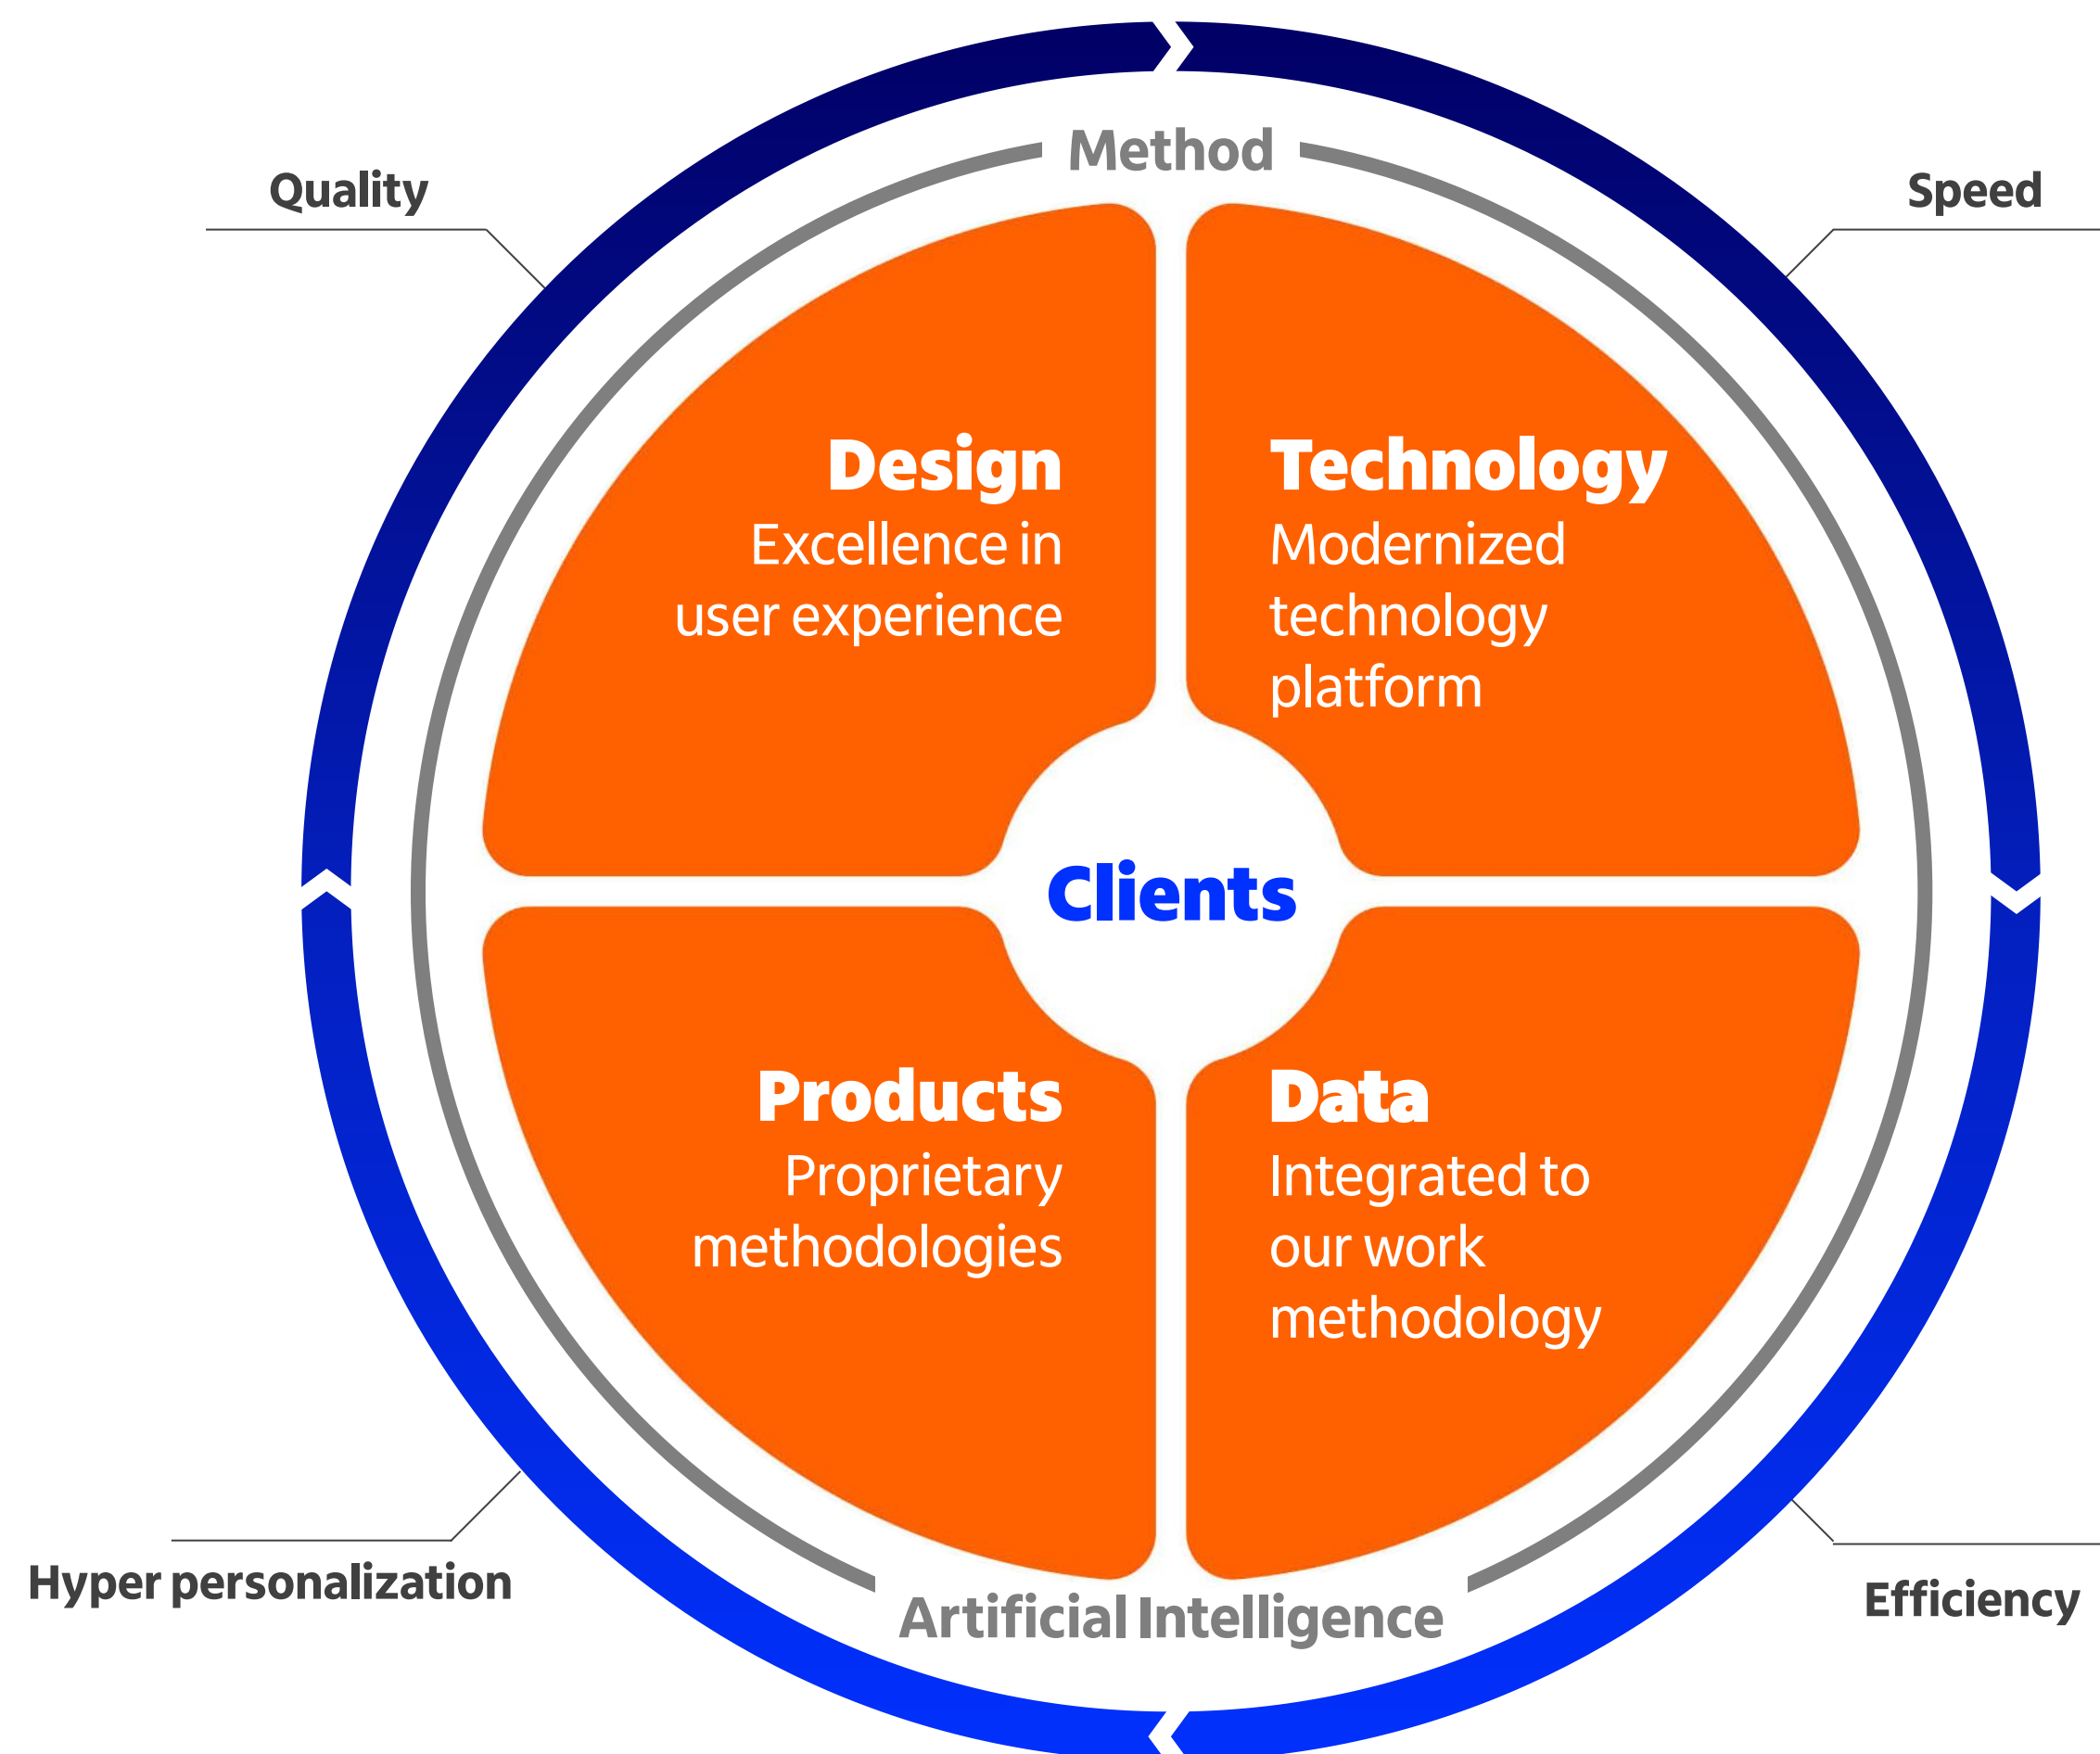 Method
Quality
Speed
Design
Excellence in
user experience
Technology
Modernized
technology
platform
Clients
Products
Proprietary
methodologies
Data
Integrated to
our work
methodology
Hyper personalization
Efficiency
Artificial Intelligence